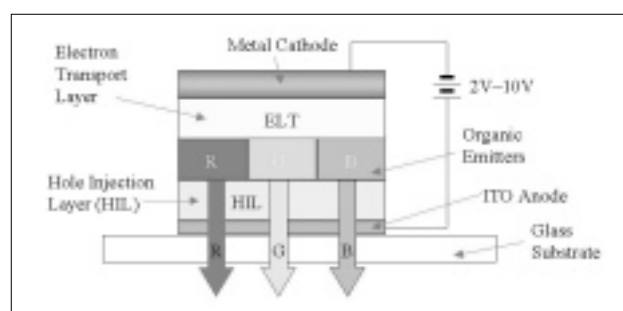 Metal Cathode
Electron
Transport
Layer
2V–10V
ELT
Organic
Emitters
R
G
B
Hole Injection
Layer (HIL)
HIL
ITO Anode
Glass
Substrate
R
G
B